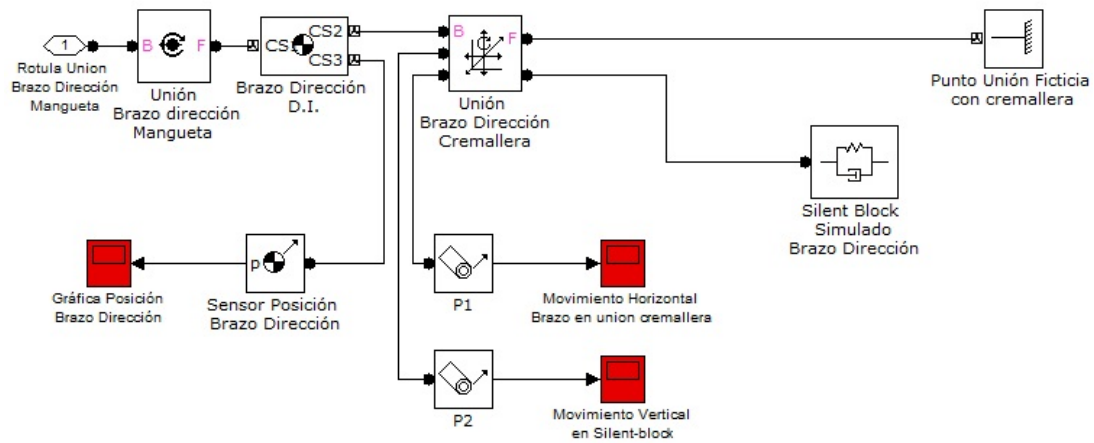 1
Rotula Union
Brazo Dirección
Mangueta
B
F
Unión
Brazo dirección
Mangueta
CS1
CS2
CS3
Brazo Dirección
D.I.
B
F
Unión
Brazo Dirección
Cremallera
Punto Unión Ficticia
con cremallera
Silent Block
Simulado
Brazo Dirección
Gráfica Posición
Brazo Dirección
p
Sensor Posición
Brazo Dirección
P1
Movimiento Horizontal
Brazo en union cremallera
P2
Movimiento Vertical
en Silent-block